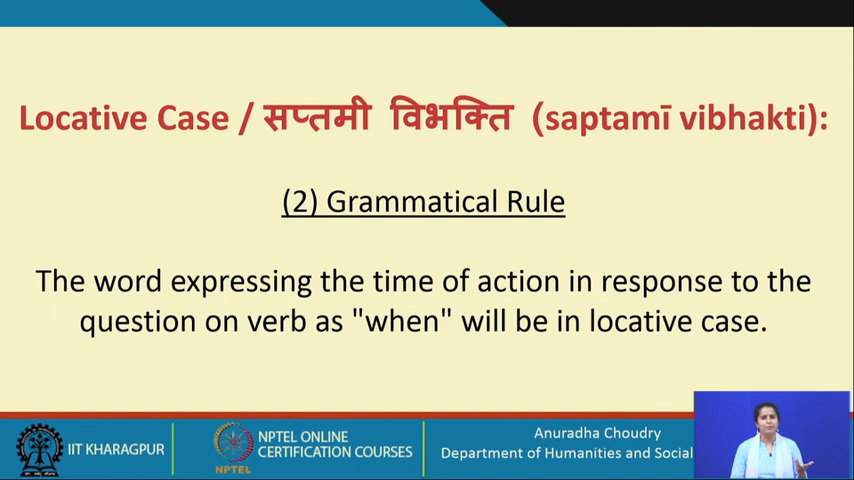 Locative Case / सप्तमी विभक्ति (saptamī vibhakti):
(2) Grammatical Rule
The word expressing the time of action in response to the
question on verb as "when" will be in locative case.
IIT KHARAGPUR
NPTEL
NPTEL ONLINE
CERTIFICATION COURSES
Anuradha Choudry
Department of Humanities and Social